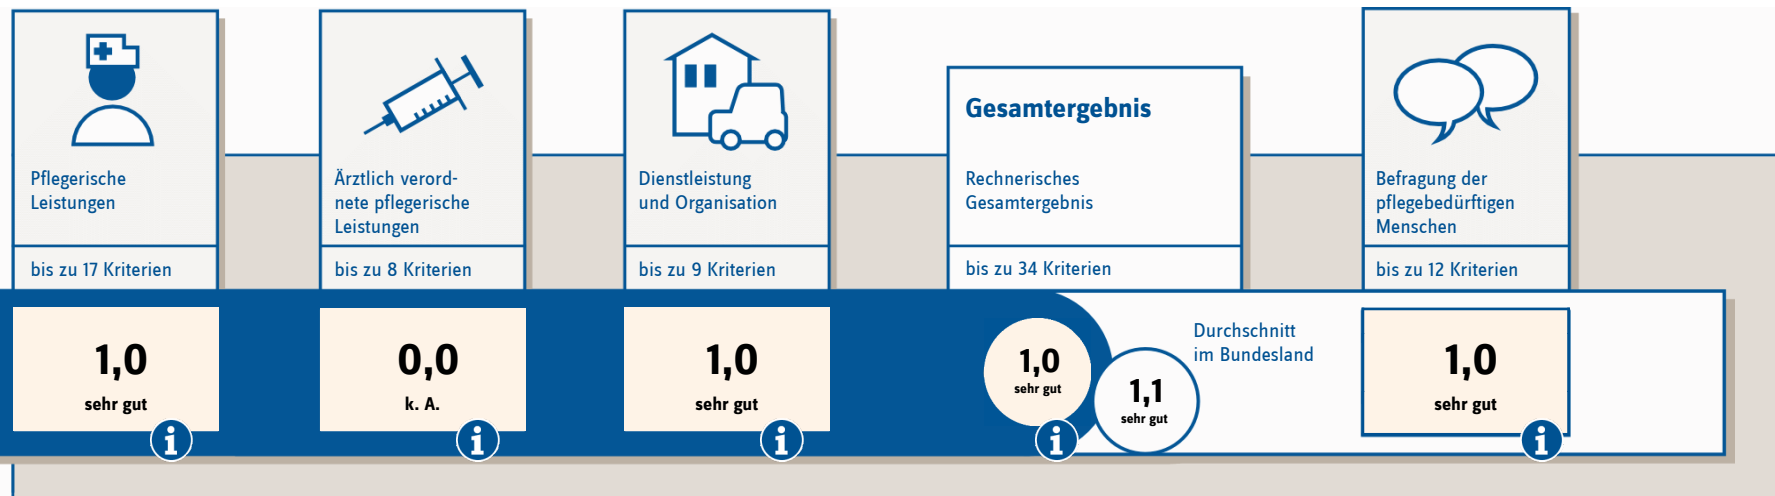 Pflegerische
Leistungen
bis zu 17 Kriterien
1,0
sehr gut
i
Ärztlich verord-
nete pflegerische
Leistungen
bis zu 8 Kriterien
0,0
k. A.
i
Dienstleistung
und Organisation
bis zu 9 Kriterien
1,0
sehr gut
i
Gesamtergebnis
Rechnerisches
Gesamtergebnis
bis zu 34 Kriterien
1,0
sehr gut
i
1,1
sehr gut
Durchschnitt
im Bundesland
Befragung der
pflegebedürftigen
Menschen
bis zu 12 Kriterien
1,0
sehr gut
i